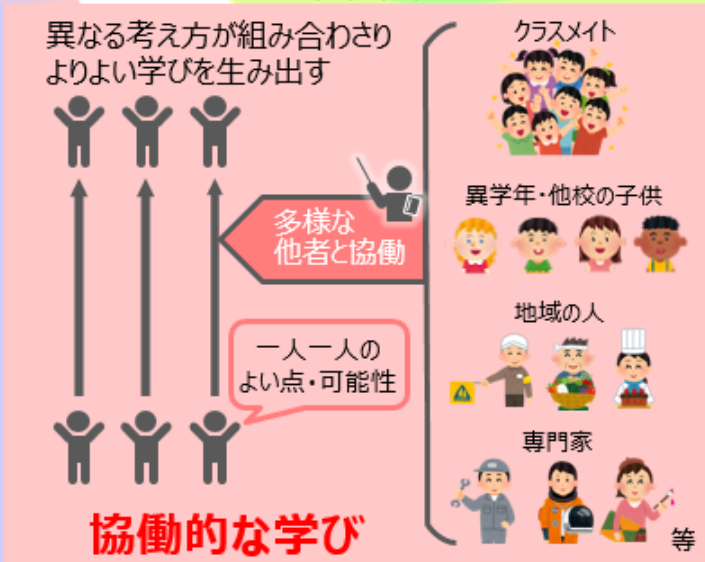 異なる考え方が組み合わさり
よりよい学びを生み出す
多様な
他者と協働
一人一人の
よい点・可能性
協働的な学び
クラスメイト
異学年・他校の子供
地域の人
専門家
等